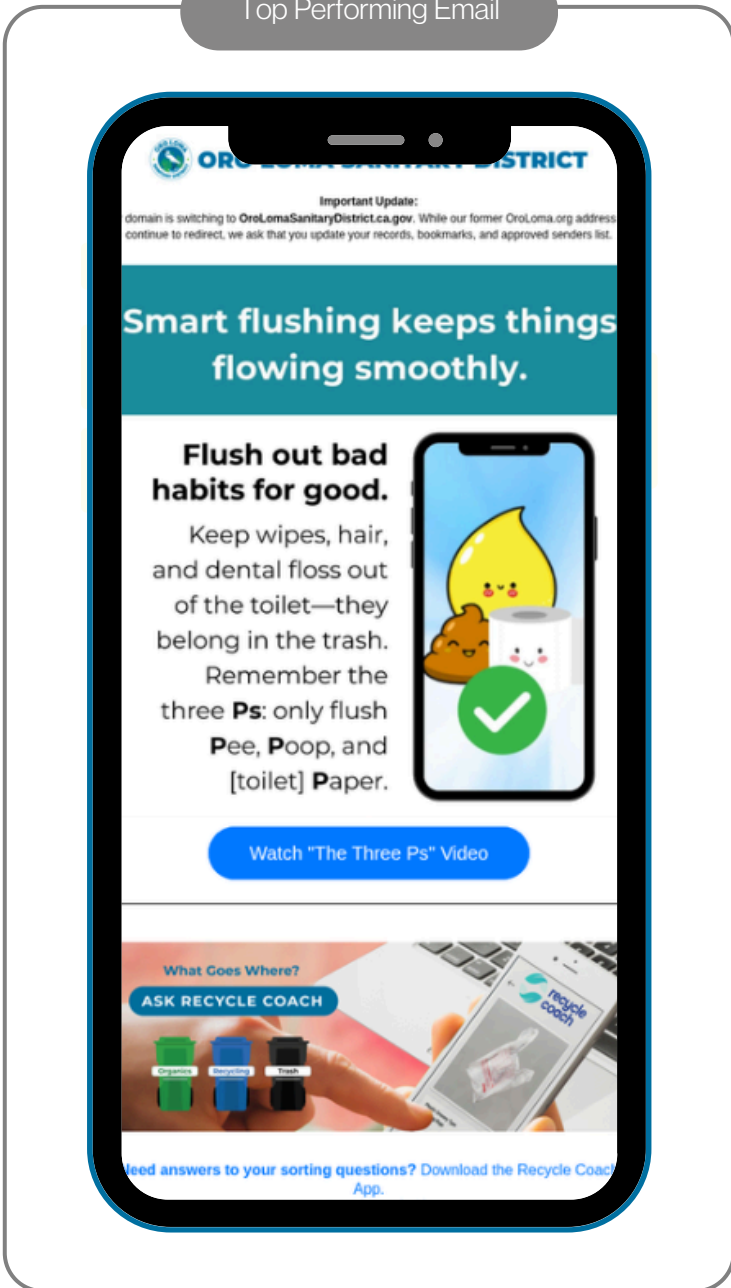 Top Performing Email
ORO LOMA SANITARY DISTRICT
Important Update:
domain is switching to OroLomaSanitaryDistrict.ca.gov. While our former OroLoma.org address
continue to redirect, we ask that you update your records, bookmarks, and approved senders list.
Smart flushing keeps things
flowing smoothly.
Flush out bad
habits for good.
Keep wipes, hair,
and dental floss out
of the toilet—they
belong in the trash.
Remember the
three Ps: only flush
Pee, Poop, and
[toilet] Paper.
Watch "The Three Ps" Video
What Goes Where?
ASK RECYCLE COACH
recycle
coach
Organics
Recycling
Trash
Need answers to your sorting questions? Download the Recycle Coach
App.